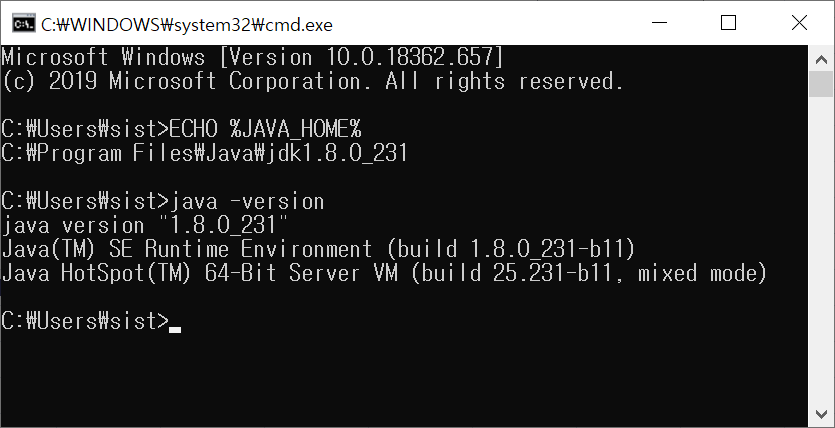 C:₩WINDOWS₩system32₩cmd.exe
Microsoft Windows [Version 10.0.18362.657]
(c) 2019 Microsoft Corporation. All rights reserved.
C:₩Users₩sist>ECHO %JAVA_HOME%
C:₩Program Files₩Java₩jdk1.8.0_231
C:₩Users₩sist>java -version
java version "1.8.0_231"
Java(TM) SE Runtime Environment (build 1.8.0_231-b11)
Java HotSpot(TM) 64-Bit Server VM (build 25.231-b11, mixed mode)
C:₩Users₩sist>